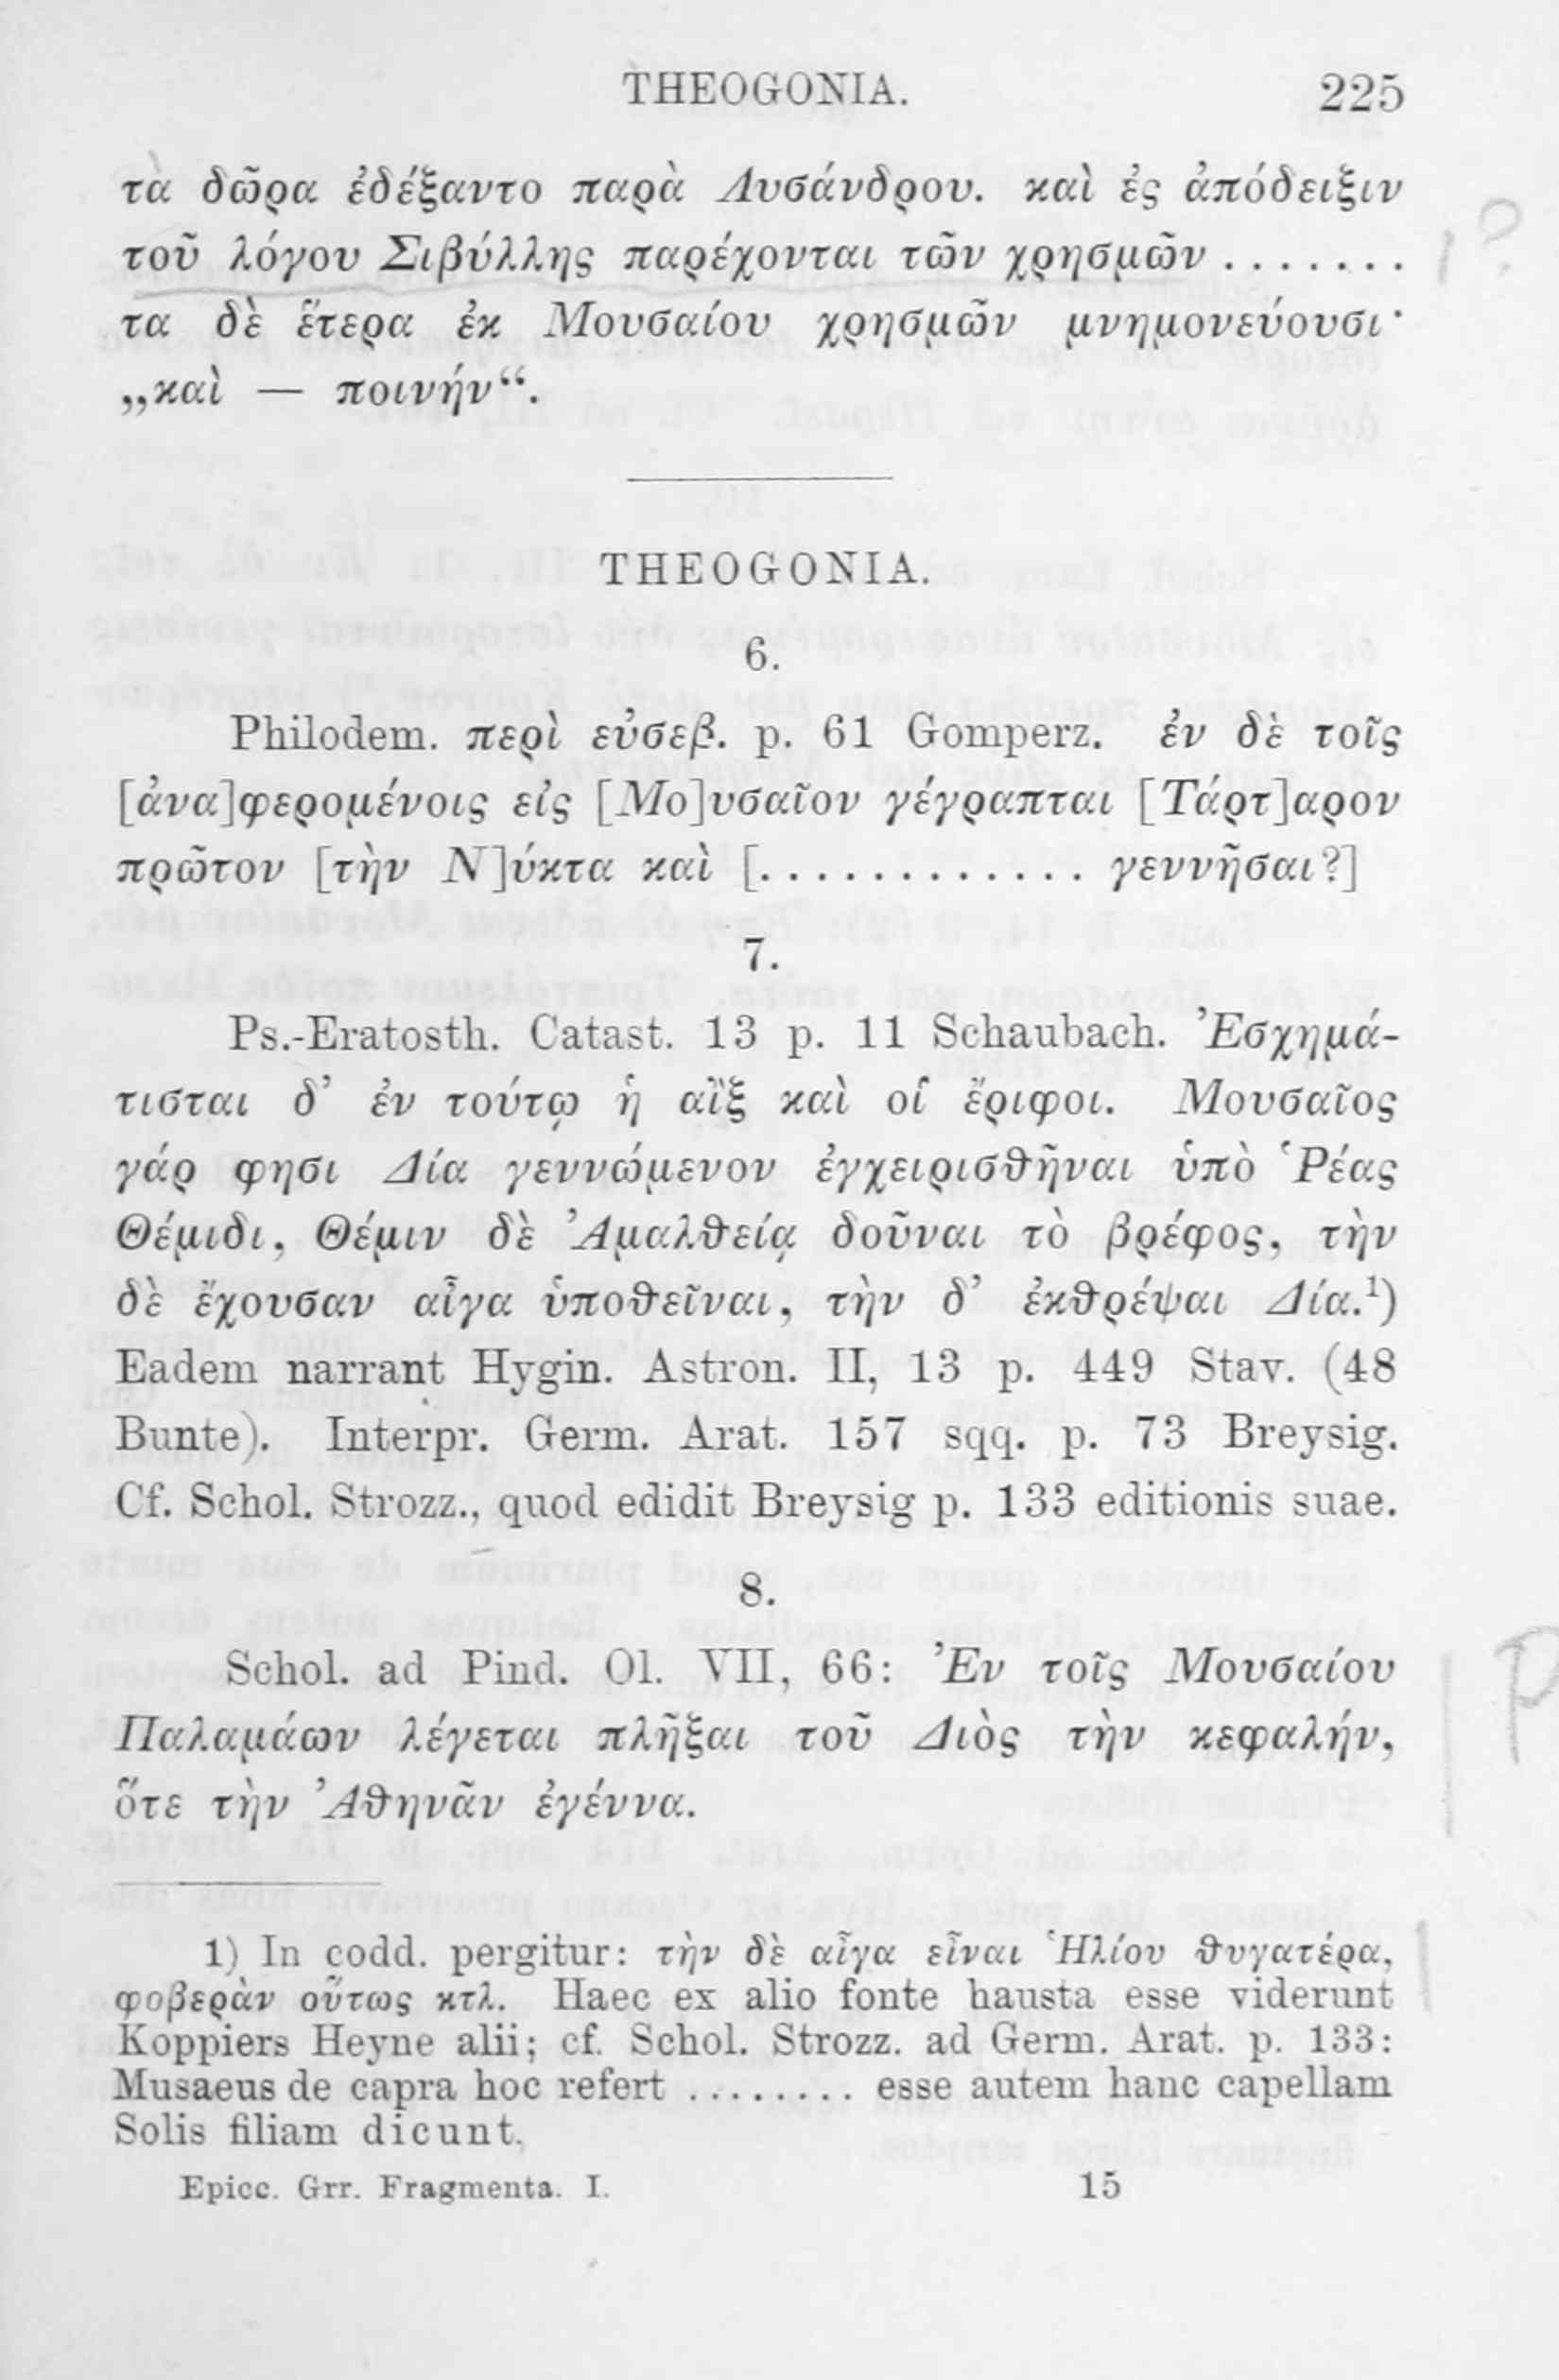 THEOGONIA. 225
τὰ δῶρα ἐδέξαντο παρὰ Λυσάνδρου. καὶ ἐς ἀπόδειξιν
τοῦ λόγου Σιβύλλης παρέχονται τῶν χρησμῶν .......
τα δὲ ἕτερα ἐκ Μουσαίου χρησμῶν μνημονεύουσι·
„καὶ — ποινήν“.
THEOGONIA.
6.
Philodem. περὶ εὐσεβ. p. 61 Gomperz. ἐν δὲ τοῖς
[ἀνα]φερομένοις εἰς [Μο]υσαῖον γέγραπται [Τάρτ]αρον
πρῶτον [τὴν Ν]ύκτα καὶ [............. γεννῆσαι?]
7.
Ps.-Eratosth. Catast. 13 p. 11 Schaubach. Ἐσχημά-
τισται δ’ ἐν τούτῳ ἡ αἲξ καὶ οἱ ἔριφοι. Μουσαῖος
γάρ φησι Δία γεννώμενον ἐγχειρισθῆναι ὑπὸ Ῥέας
Θέμιδι, Θέμιν δὲ Ἀμαλθείᾳ δοῦναι τὸ βρέφος, τὴν
δὲ ἔχουσαν αἶγα ὑποθεῖναι, τὴν δ’ ἐκθρέψαι Δία.¹)
Eadem narrant Hygin. Astron. II, 13 p. 449 Stav. (48
Bunte). Interpr. Germ. Arat. 157 sqq. p. 73 Breysig.
Cf. Schol. Strozz., quod edidit Breysig p. 133 editionis suae.
8.
Schol. ad Pind. Ol. VII, 66: Ἐν τοῖς Μουσαίου
Παλαμάων λέγεται πλῆξαι τοῦ Διὸς τὴν κεφαλήν,
ὅτε τὴν Ἀθηνᾶν ἐγέννα.
1) In codd. pergitur: τὴν δὲ αἶγα εἶναι Ἡλίου θυγατέρα,
φοβερὰν οὕτως κτλ. Haec ex alio fonte hausta esse viderunt
Koppiers Heyne alii; cf. Schol. Strozz. ad Germ. Arat. p. 133:
Musaeus de capra hoc refert ........ esse autem hanc capellam
Solis filiam dicunt.
Epicc. Grr. Fragmenta. I. 15